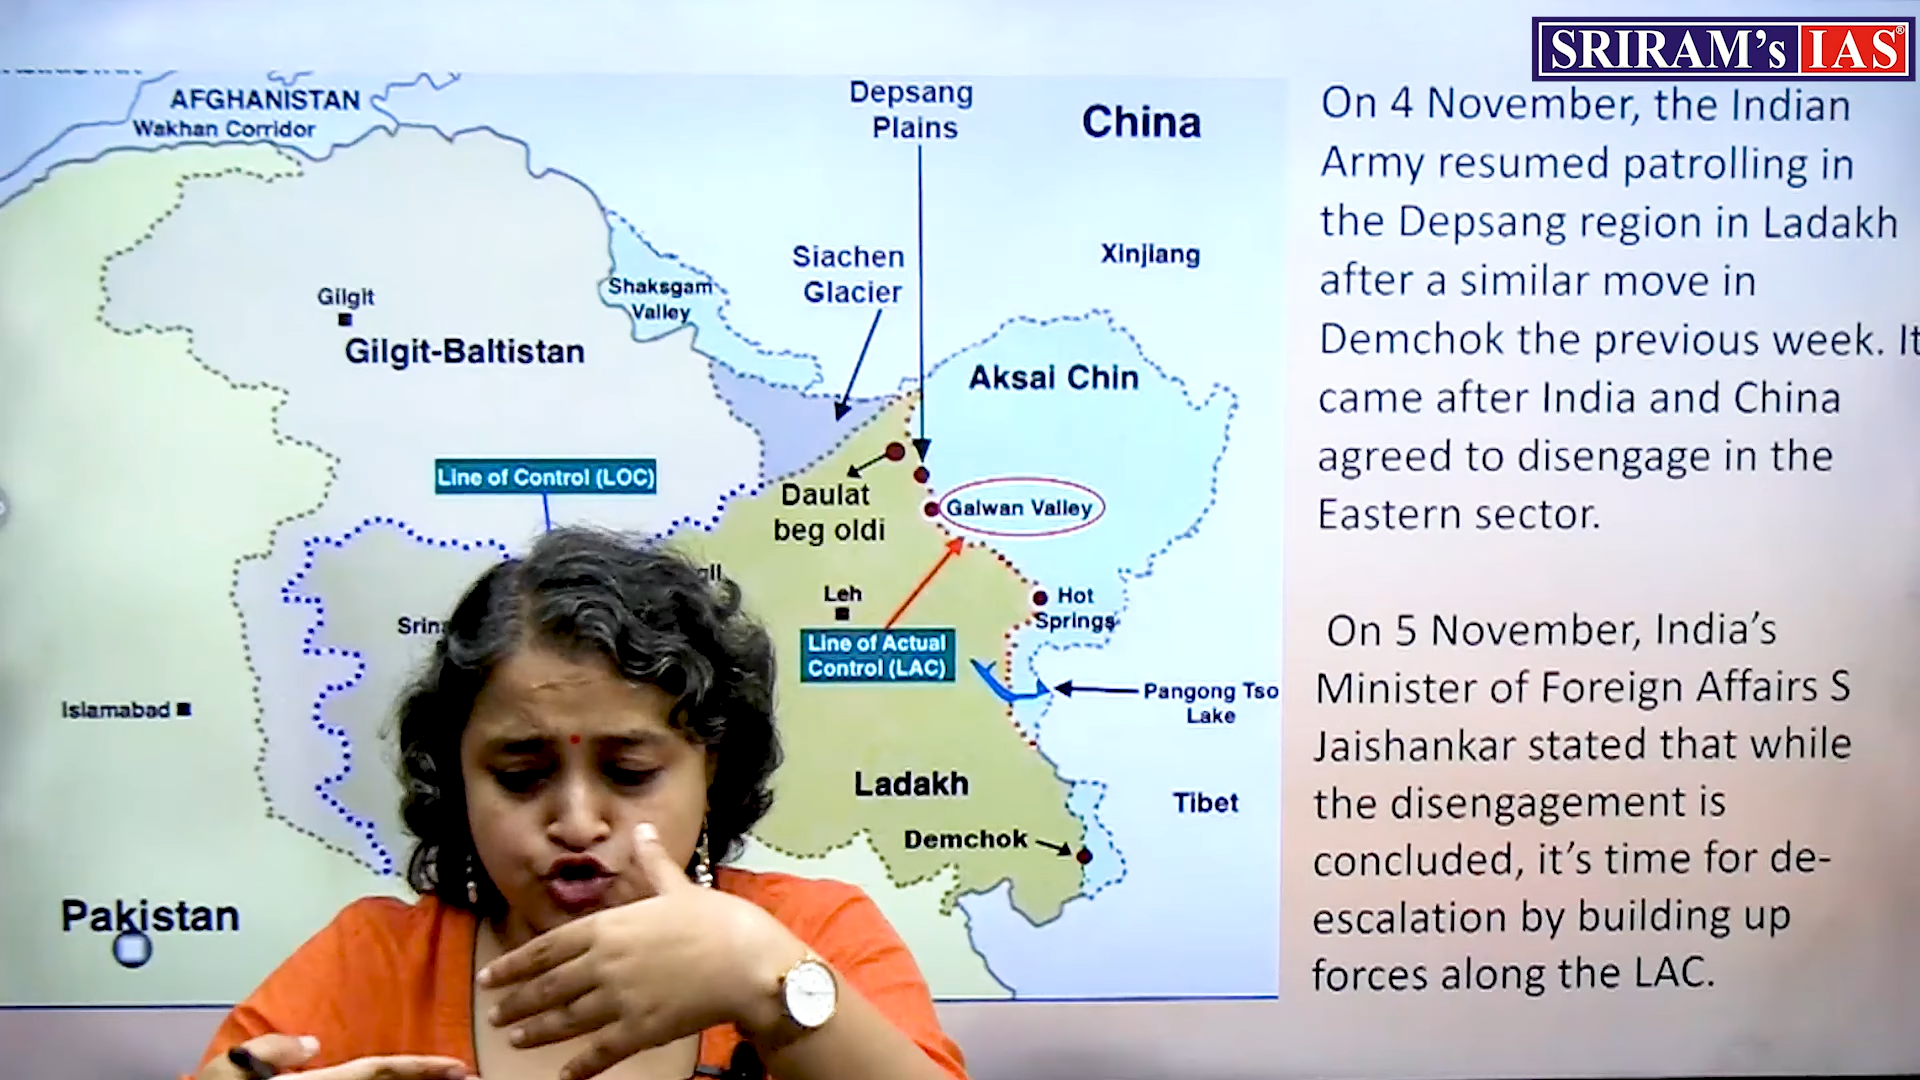 SRIRAM's IAS
AFGHANISTAN
Wakhan Corridor
Depsang
Plains
China
Siachen
Glacier
Xinjiang
Shaksgam
Valley
Gilgit
Gilgit-Baltistan
Aksai Chin
Line of Control (LOC)
Daulat
beg oldi
Galwan Valley
Leh
Hot
Springs
Line of Actual
Control (LAC)
Islamabad
Pangong Tso
Lake
Ladakh
Tibet
Demchok
Pakistan
On 4 November, the Indian
Army resumed patrolling in
the Depsang region in Ladakh
after a similar move in
Demchok the previous week. It
came after India and China
agreed to disengage in the
Eastern sector.
On 5 November, India's
Minister of Foreign Affairs S
Jaishankar stated that while
the disengagement is
concluded, it's time for de-
escalation by building up
forces along the LAC.